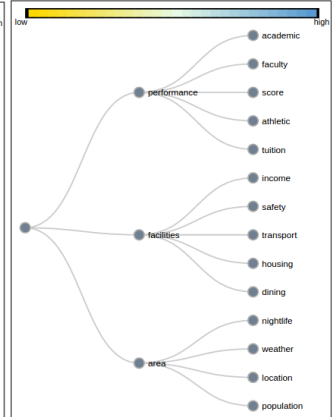 low high
academic
faculty
performance score
athletic
tuition
income
safety
facilities transport
housing
dining
nightlife
weather
area
location
population